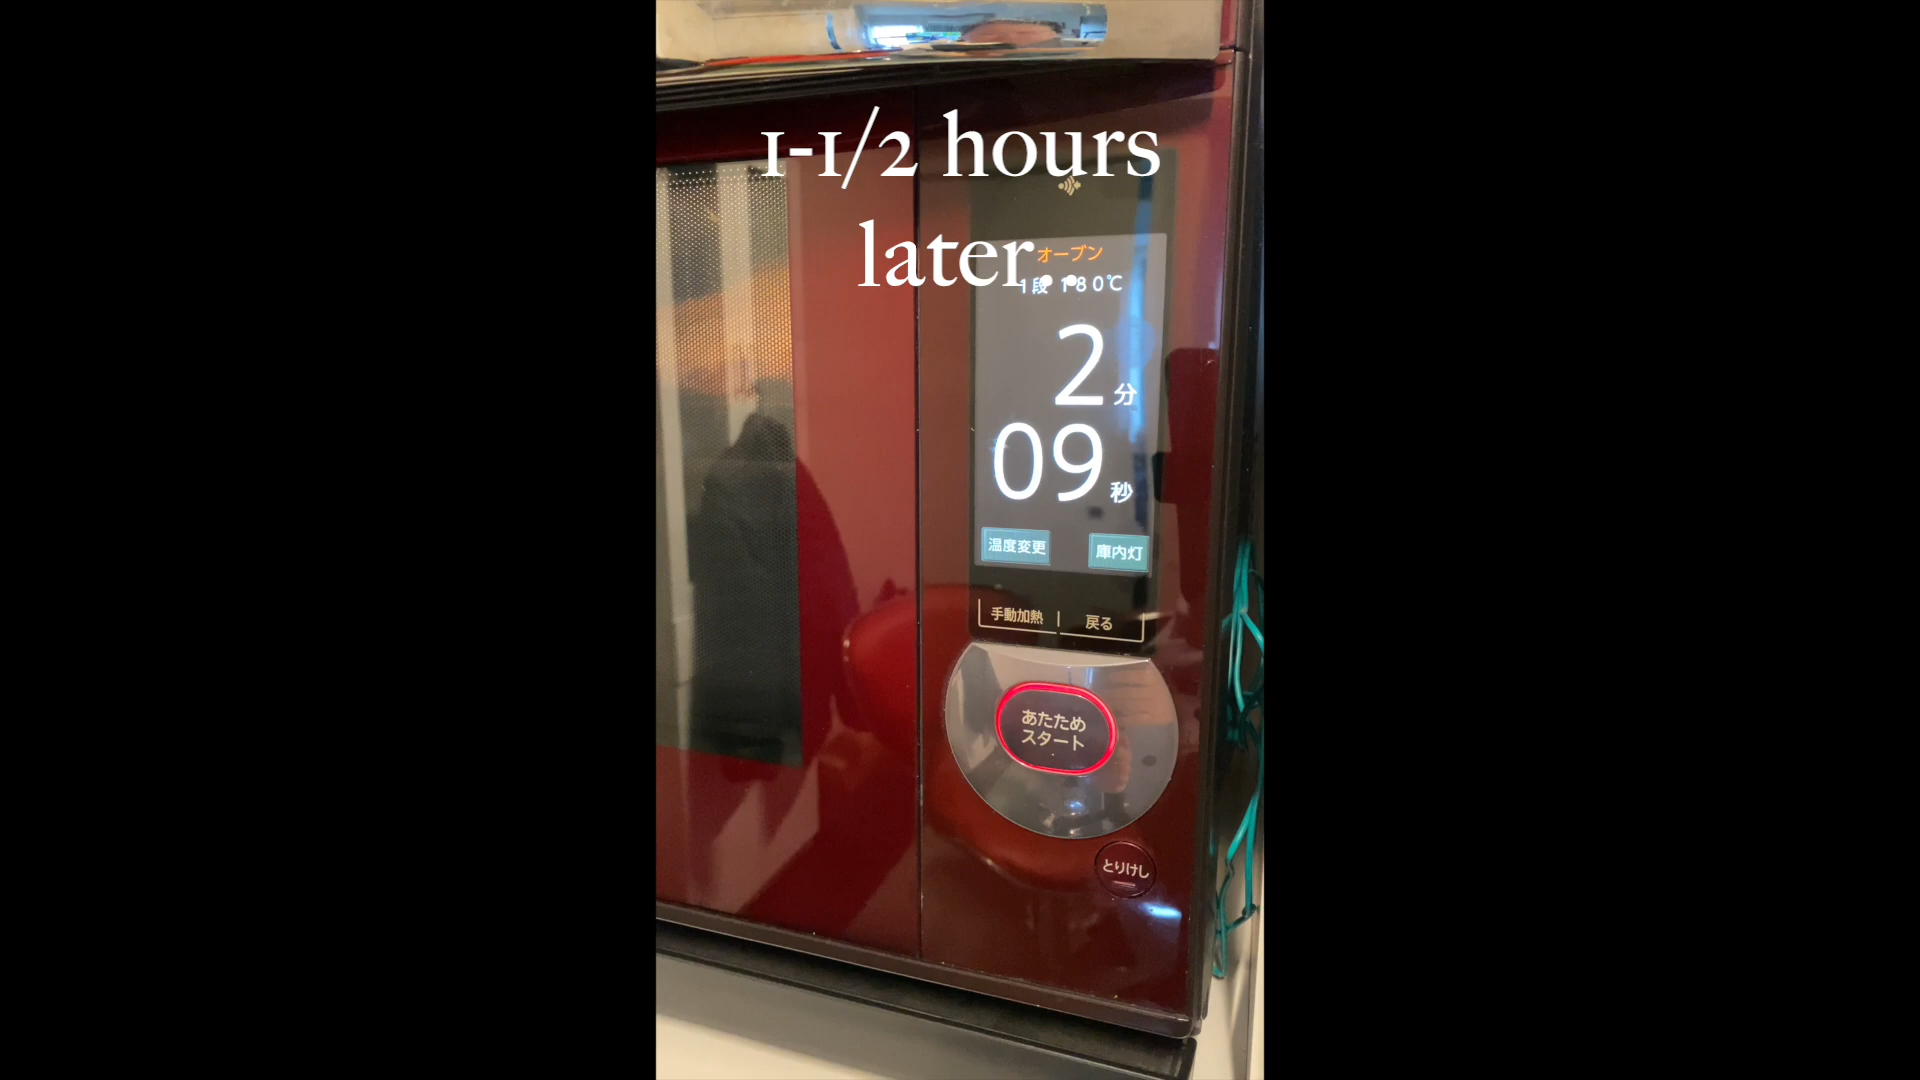 1-1/2 hours
later..
オーブン
1段 180℃
2分
09秒
温度変更 庫内灯
手動加熱 戻る
あたため
スタート
とりけし